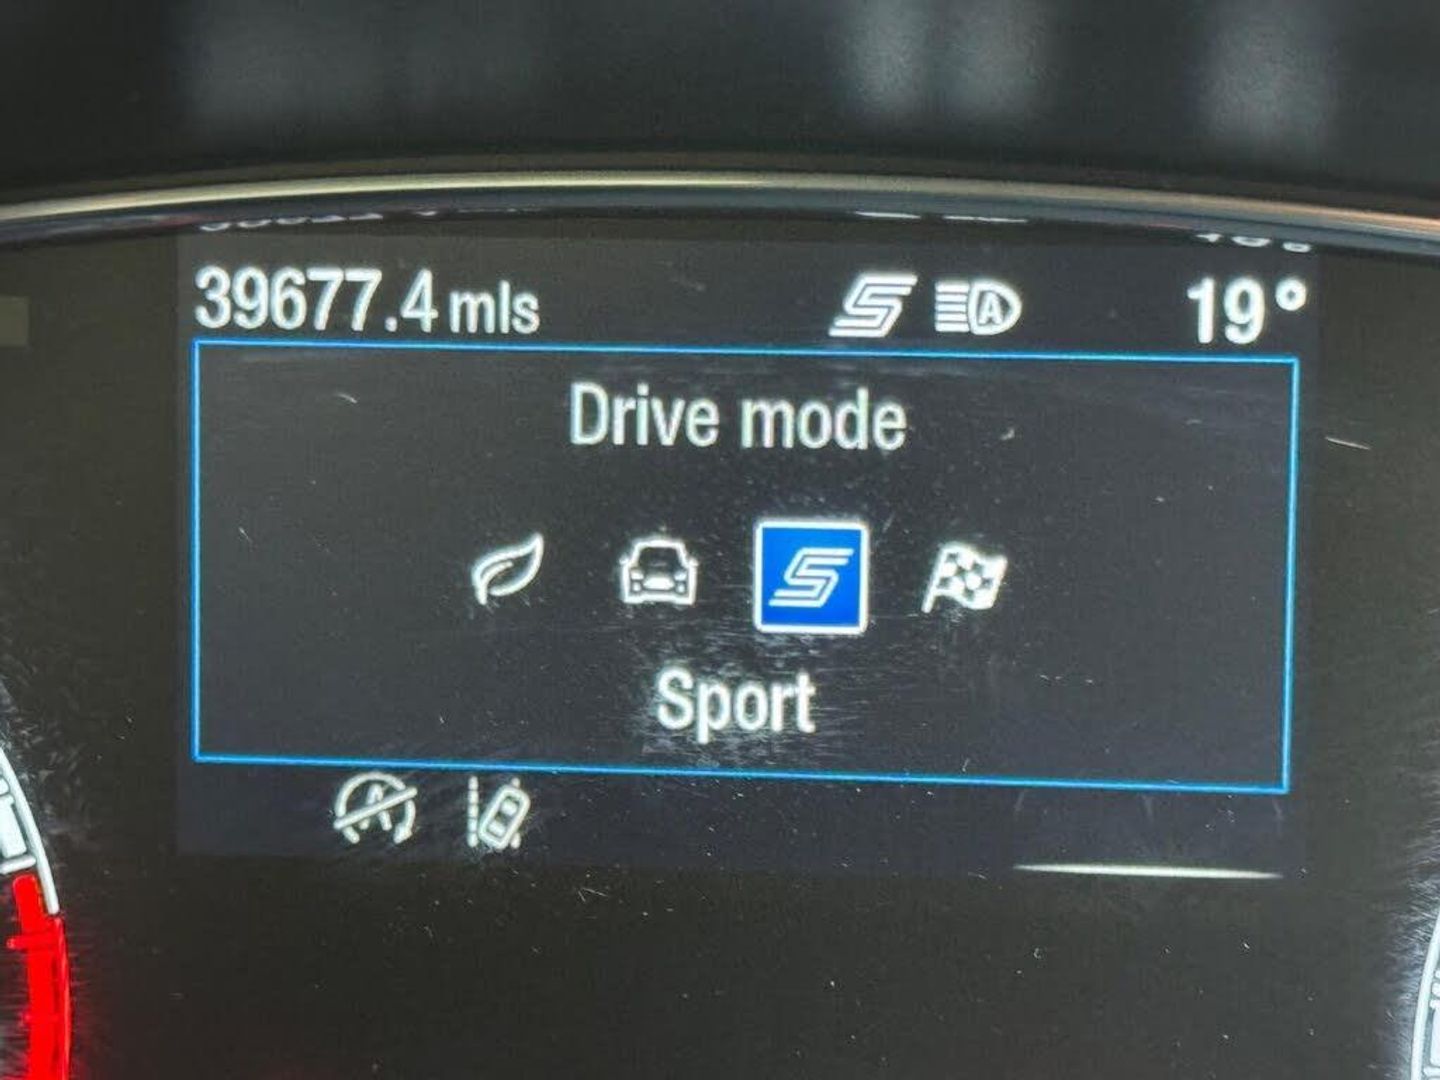 39677.4 mls
19°
Drive mode
Sport